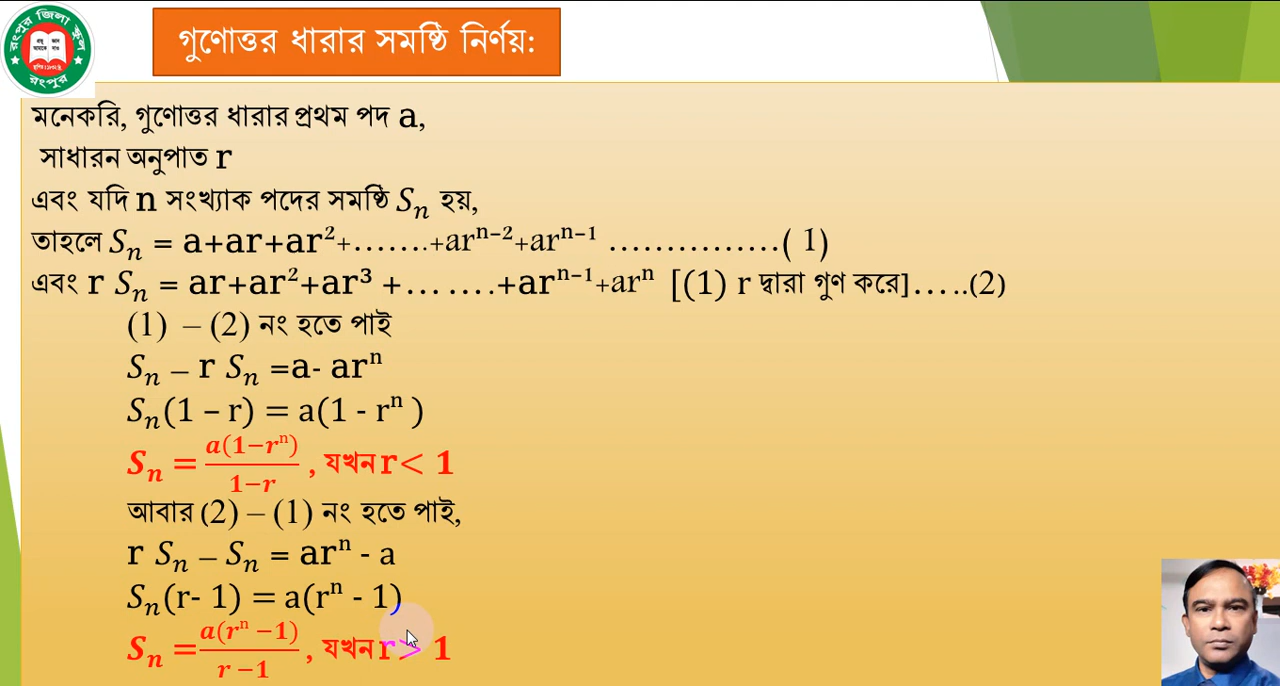 রংপুর জিলা স্কুল
রংপুর
গুণোত্তর ধারার সমষ্ঠি নির্ণয়:
মনেকরি, গুণোত্তর ধারার প্রথম পদ a,
সাধারন অনুপাত r
এবং যদি n সংখ্যাক পদের সমষ্ঠি Sₙ হয়,
তাহলে Sₙ = a+ar+ar²+…….+arⁿ⁻²+arⁿ⁻¹ ……………( 1)
এবং r Sₙ = ar+ar²+ar³ +… ….+arⁿ⁻¹+arⁿ [(1) r দ্বারা গুণ করে]…..(2)
(1) – (2) নং হতে পাই
Sₙ – r Sₙ =a- arⁿ
Sₙ(1 – r) = a(1 - rⁿ )
Sₙ = a(1−rⁿ)/1−r , যখন r< 1
আবার (2) – (1) নং হতে পাই,
r Sₙ – Sₙ = arⁿ - a
Sₙ(r- 1) = a(rⁿ - 1)
Sₙ = a(rⁿ −1)/r −1 , যখন r> 1